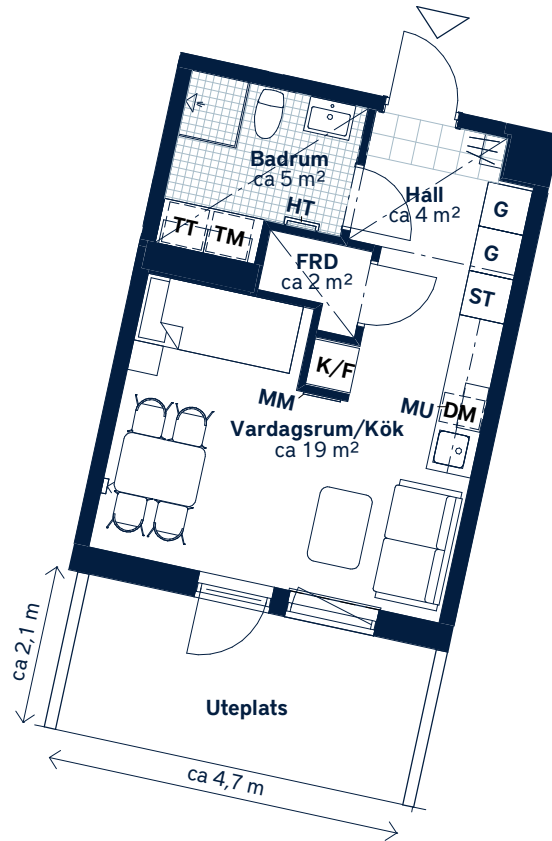 Badrum
ca 5 m²
Hall
ca 4 m²
HT
G
TT
TM
G
FRD
ca 2 m²
ST
K/F
MM
MU
DM
Vardagsrum/Kök
ca 19 m²
ca 2,1 m
Uteplats
ca 4,7 m